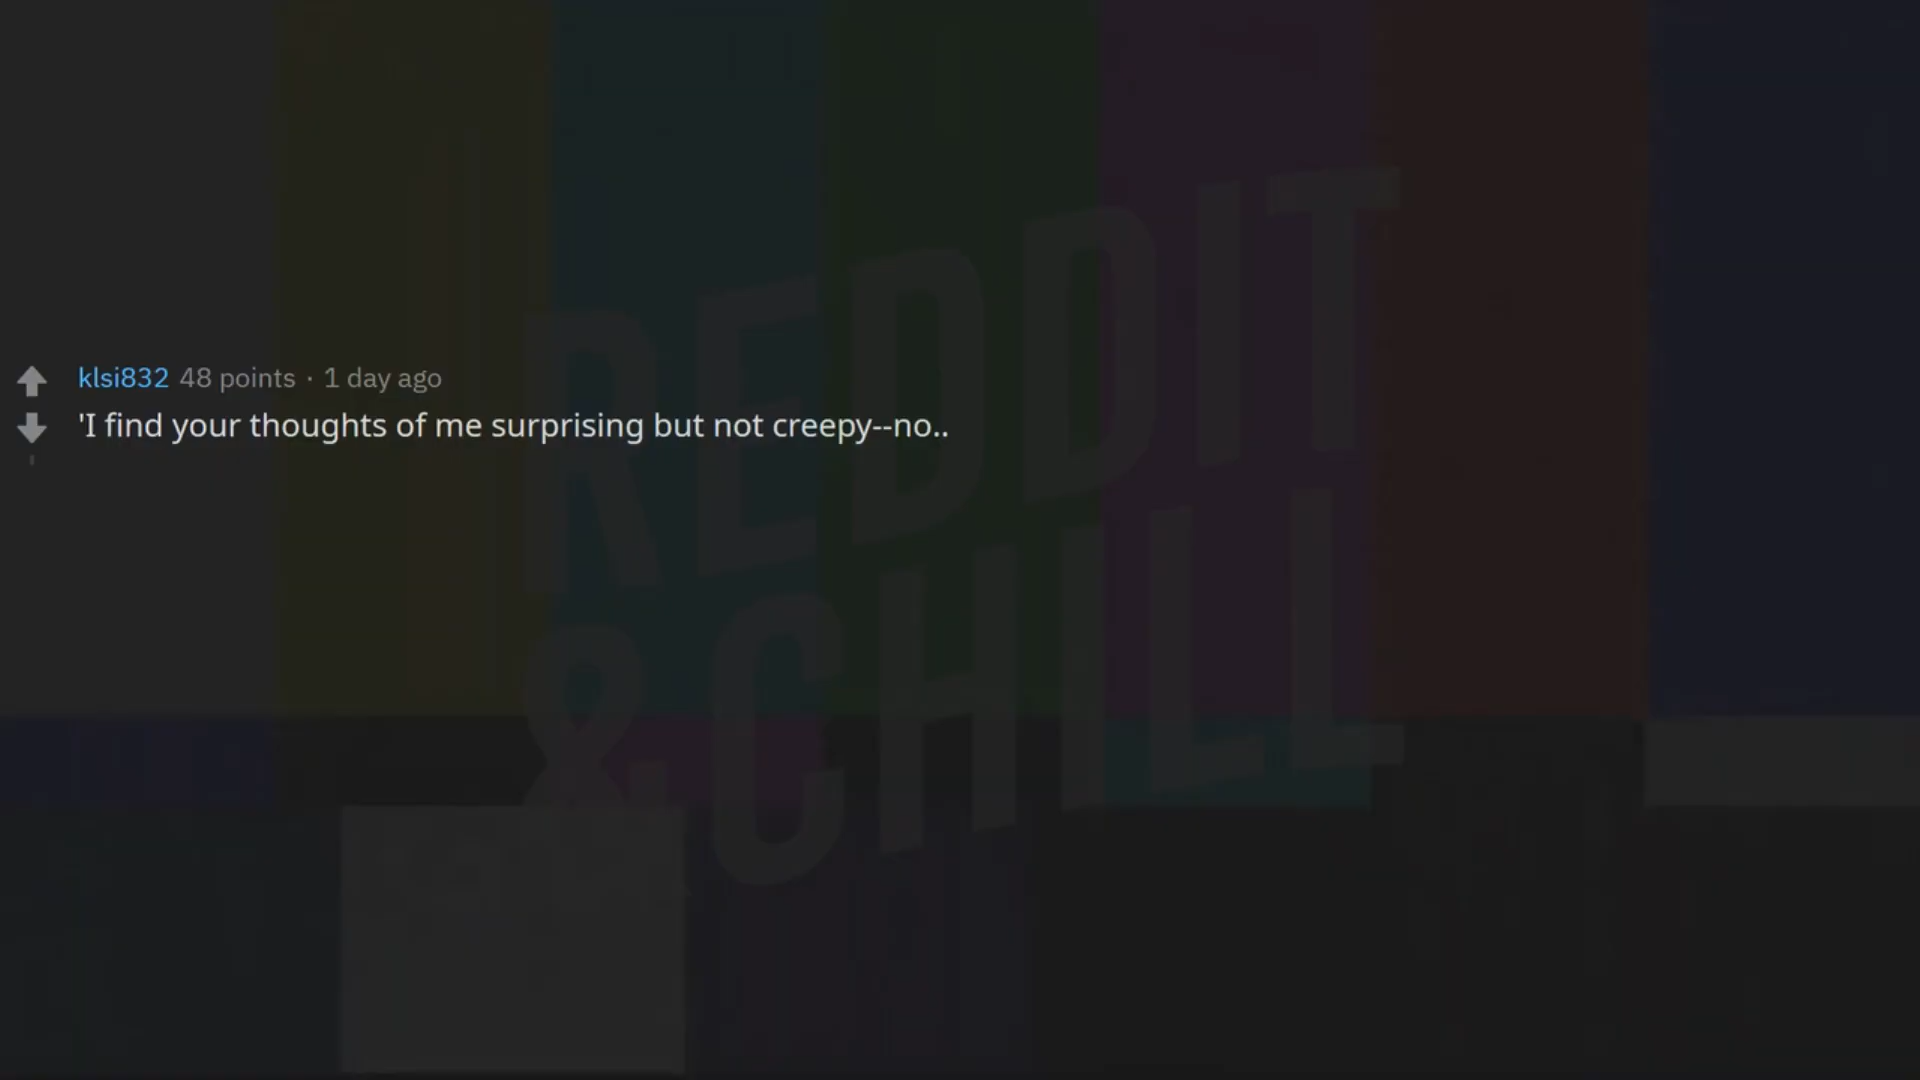 REDDIT
& CHILL
klsi832 48 points · 1 day ago
'I find your thoughts of me surprising but not creepy--no..